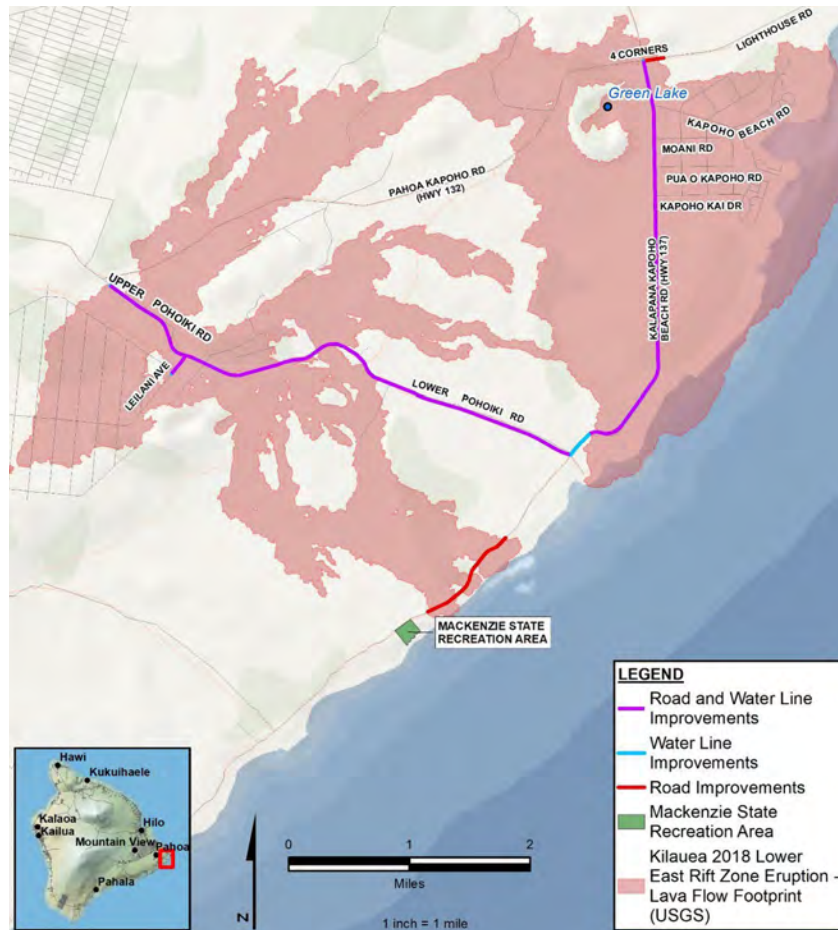 4 CORNERS
LIGHTHOUSE RD
Green Lake
KAPOHO BEACH RD
MOANI RD
PUA O KAPOHO RD
KAPOHO KAI DR
PAHOA KAPOHO RD
(HWY 132)
KALAPANA KAPOHO
BEACH RD (HWY 137)
UPPER POHOIKI RD
LEILANI AVE
LOWER POHOIKI RD
MACKENZIE STATE
RECREATION AREA
LEGEND
Road and Water Line
Improvements
Water Line
Improvements
Road Improvements
Mackenzie State
Recreation Area
Kilauea 2018 Lower
East Rift Zone Eruption -
Lava Flow Footprint
(USGS)
Hawi
Kukuihaele
Kalaoa
Kailua
Hilo
Mountain View
Pahoa
Pahala
N
0 1 2
Miles
1 inch = 1 mile